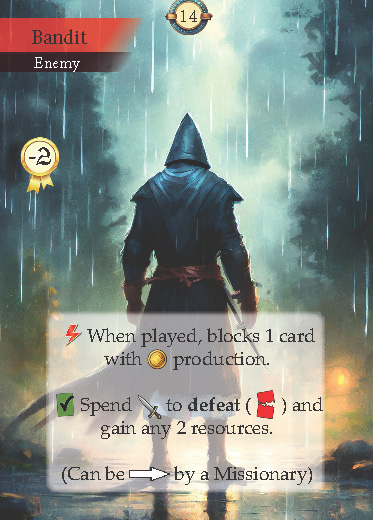 14
Bandit
Enemy
-2
When played, blocks 1 card
with production.
Spend to defeat ( ) and
gain any 2 resources.
(Can be by a Missionary)